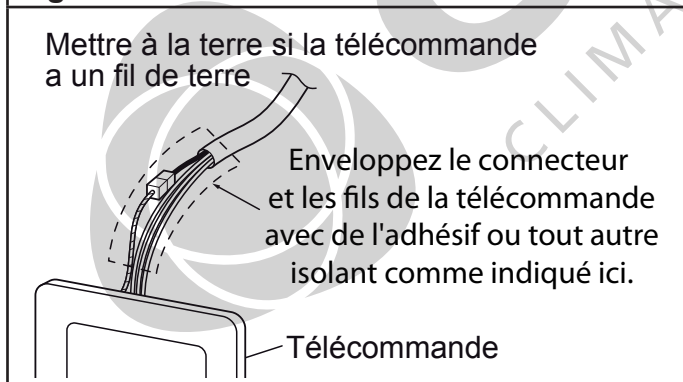 Mettre à la terre si la télécommande
a un fil de terre
Enveloppez le connecteur
et les fils de la télécommande
avec de l'adhésif ou tout autre
isolant comme indiqué ici.
Télécommande